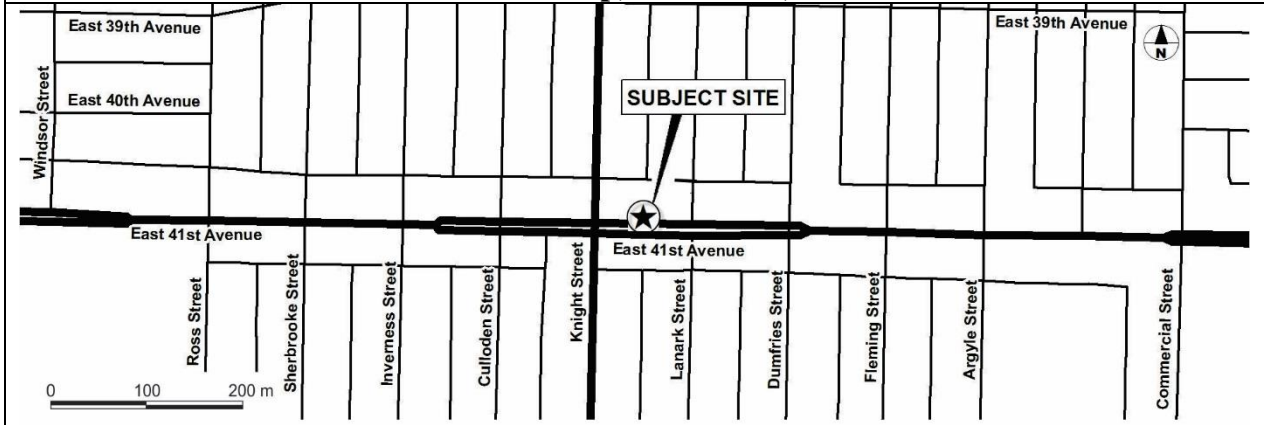 East 39th Avenue
East 39th Avenue
N
SUBJECT SITE
East 40th Avenue
Windsor Street
East 41st Avenue
East 41st Avenue
Ross Street
Sherbrooke Street
Inverness Street
Culloden Street
Knight Street
Lanark Street
Dumfries Street
Fleming Street
Argyle Street
Commercial Street
0 100 200 m